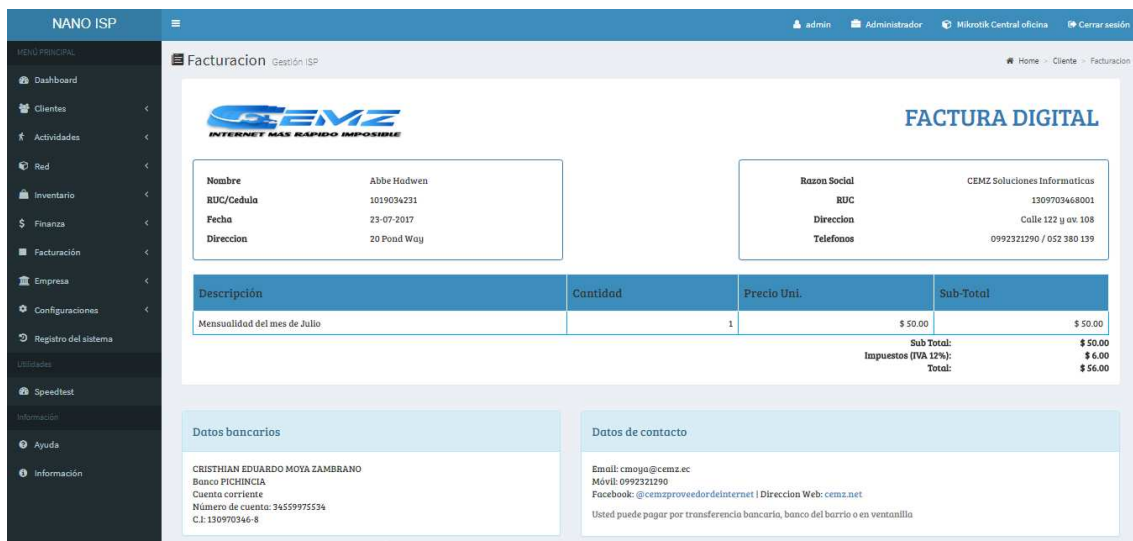 NANO ISP
admin Administrador Mikrotik Central oficina Cerrar sesión
MENÚ PRINCIPAL
Dashboard
Clientes
Actividades
Red
Inventario
Finanza
Facturación
Empresa
Configuraciones
Registro del sistema
Utilidades
Speedtest
Información
Ayuda
Información
Facturacion Gestión ISP
Home > Cliente > Facturacion
CEMZ
INTERNET MAS RAPIDO IMPOSIBLE
FACTURA DIGITAL
Nombre Abbe Hadwen
RUC/Cedula 1019034231
Fecha 23-07-2017
Direccion 20 Pond Way
Razon Social CEMZ Soluciones Informaticas
RUC 1309703468001
Direccion Calle 122 y av. 108
Telefonos 0992321290 / 052 380 139
Descripción Cantidad Precio Uni. Sub-Total
Mensualidad del mes de Julio 1 $ 50.00 $ 50.00
Sub Total: $ 50.00
Impuestos (IVA 12%): $ 6.00
Total: $ 56.00
Datos bancarios
CRISTHIAN EDUARDO MOYA ZAMBRANO
Banco PICHINCIA
Cuenta corriente
Número de cuenta: 34559975534
C.I: 130970346-8
Datos de contacto
Email: cmoya@cemz.ec
Móvil: 0992321290
Facebook: @cemzproveedordeinternet | Direccion Web: cemz.net
Usted puede pagar por transferencia bancaria, banco del barrio o en ventanilla